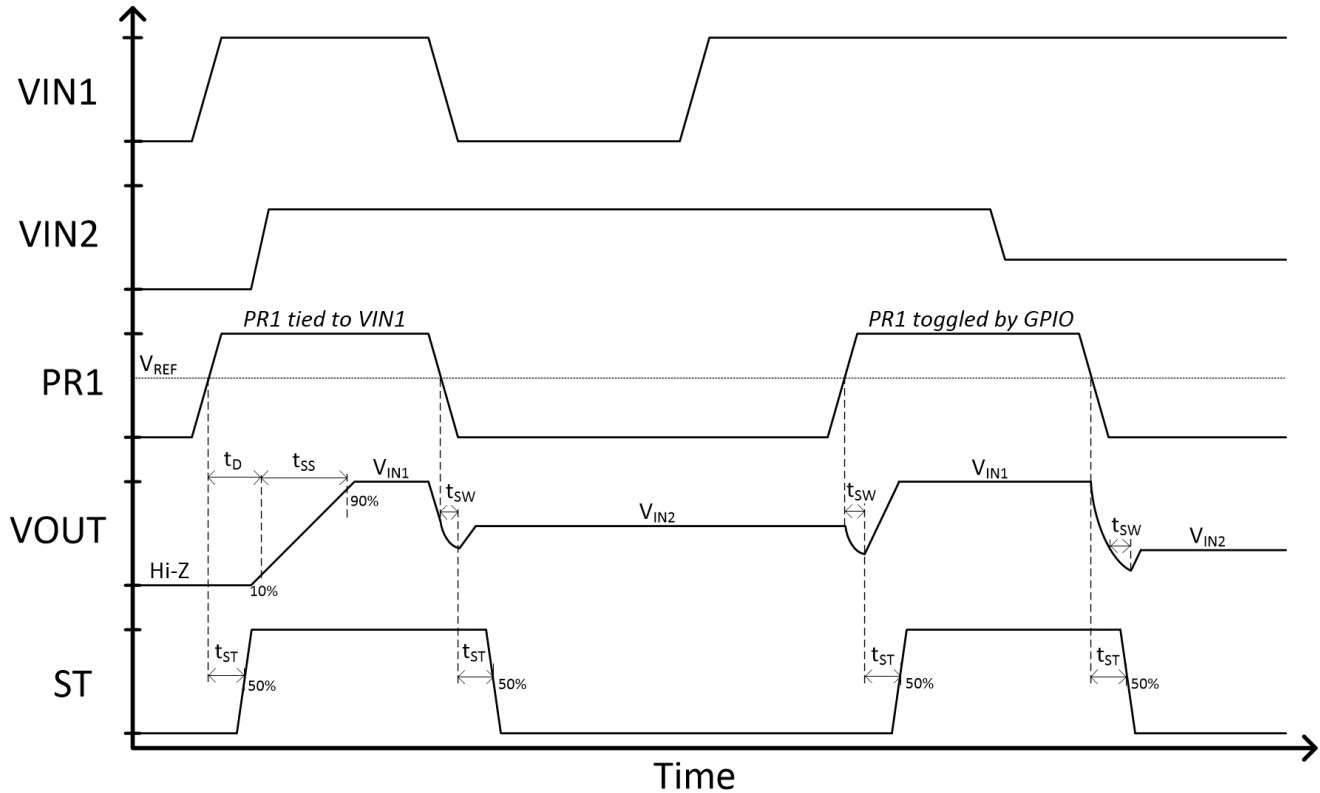 VIN1
VIN2
PR1 tied to VIN1
PR1 toggled by GPIO
VREF
PR1
tD
tSS
VIN1
tSW
VIN2
tSW
VIN1
tSW
VIN2
90%
VOUT
Hi-Z
10%
tST
50%
tST
50%
tST
50%
tST
50%
ST
Time